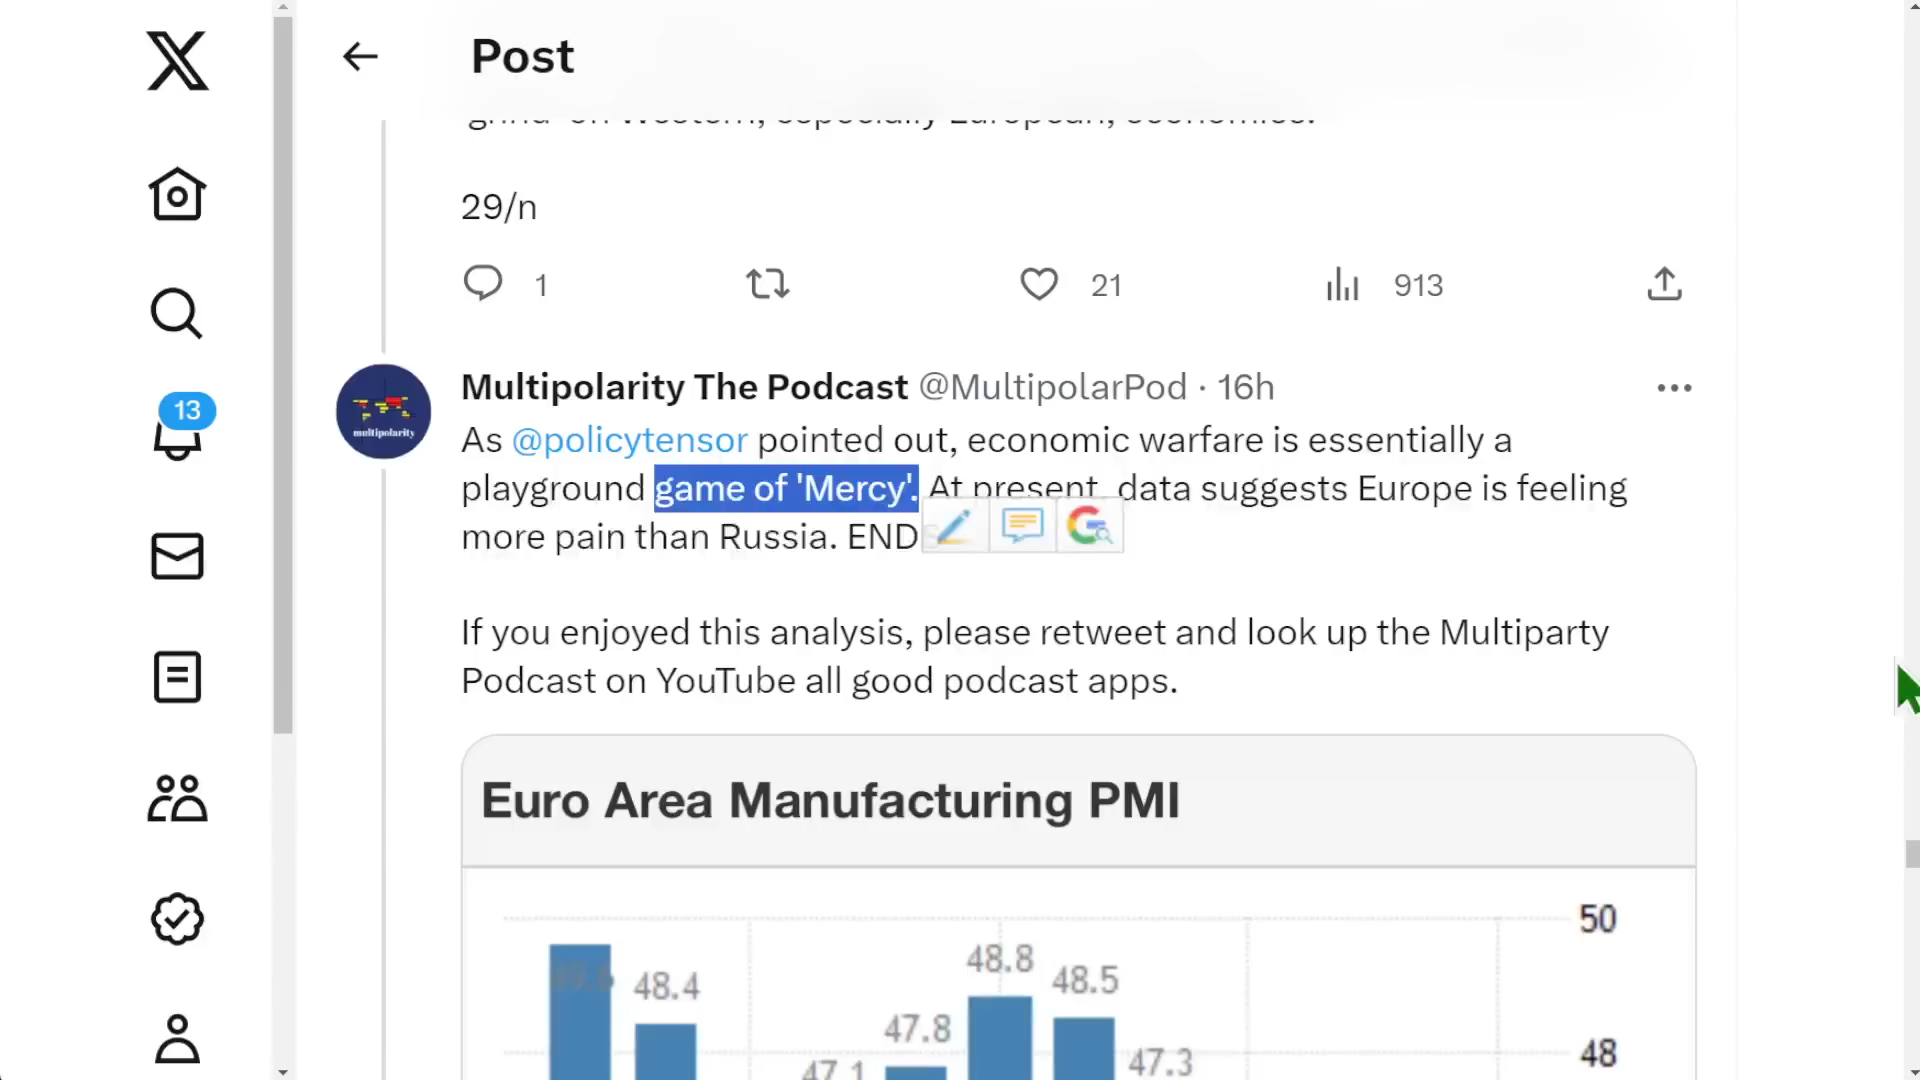 Post
29/n
1
21
913
13
Multipolarity The Podcast @MultipolarPod · 16h
multipolarity
As @policytensor pointed out, economic warfare is essentially a
playground game of 'Mercy'. At present, data suggests Europe is feeling
more pain than Russia. END
If you enjoyed this analysis, please retweet and look up the Multiparty
Podcast on YouTube all good podcast apps.
Euro Area Manufacturing PMI
50
48.8
48.5
48.4
47.8
47.3
47.1
48